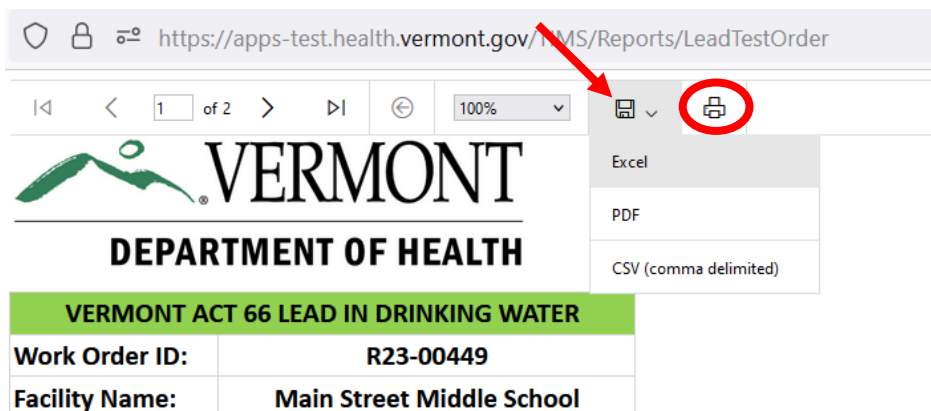 https://apps-test.health.vermont.gov/TIMS/Reports/LeadTestOrder
1 of 2 100%
VERMONT®
DEPARTMENT OF HEALTH
Excel
PDF
CSV (comma delimited)
VERMONT ACT 66 LEAD IN DRINKING WATER
Work Order ID: R23-00449
Facility Name: Main Street Middle School